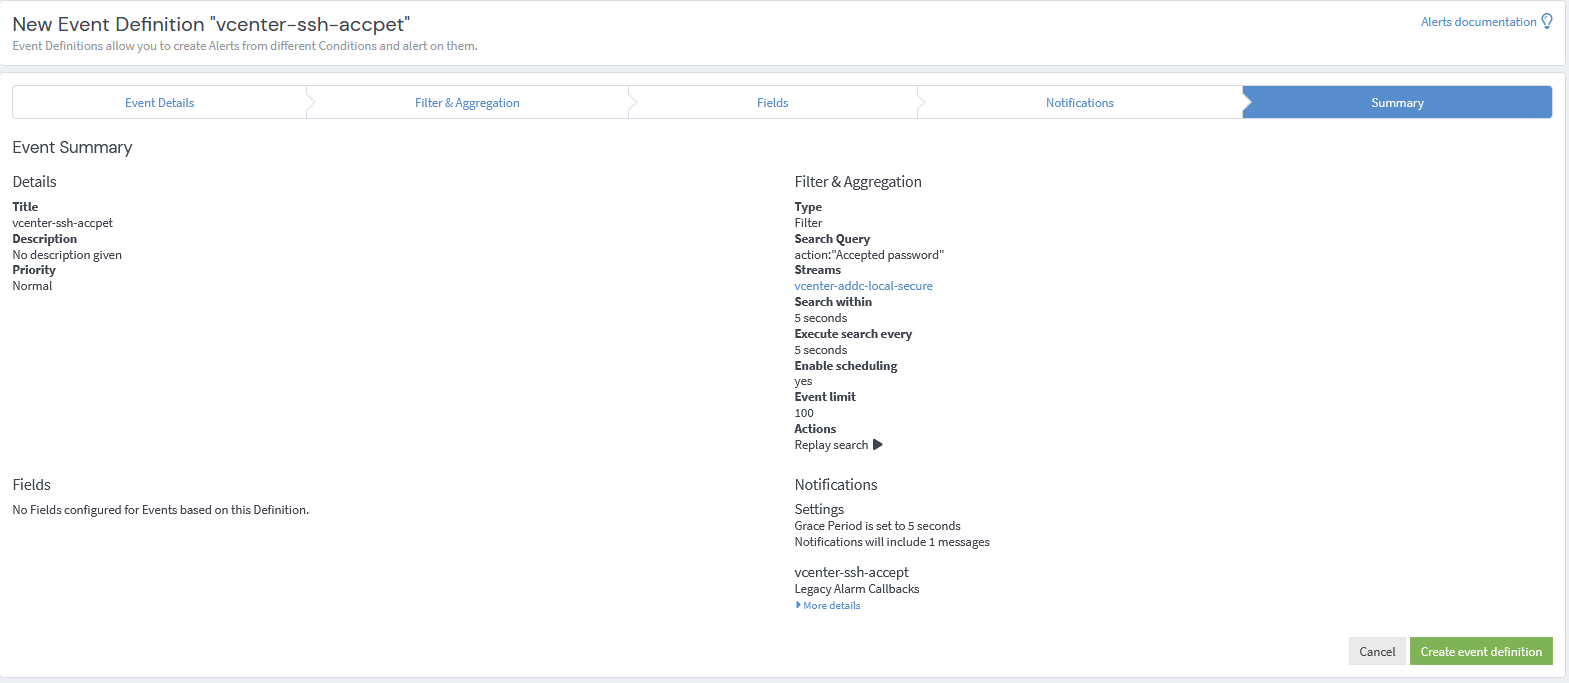 New Event Definition "vcenter-ssh-accpet"
Alerts documentation
Event Definitions allow you to create Alerts from different Conditions and alert on them.
Event Details
Filter & Aggregation
Fields
Notifications
Summary
Event Summary
Details
Title
vcenter-ssh-accpet
Description
No description given
Priority
Normal
Filter & Aggregation
Type
Filter
Search Query
action:"Accepted password"
Streams
vcenter-addc-local-secure
Search within
5 seconds
Execute search every
5 seconds
Enable scheduling
yes
Event limit
100
Actions
Replay search
Fields
No Fields configured for Events based on this Definition.
Notifications
Settings
Grace Period is set to 5 seconds
Notifications will include 1 messages
vcenter-ssh-accept
Legacy Alarm Callbacks
More details
Cancel
Create event definition